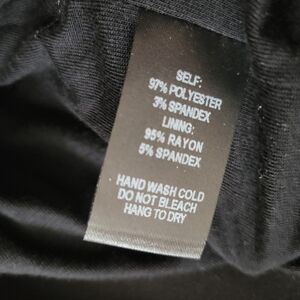 SELF:
97% POLYESTER
3% SPANDEX
LINING:
95% RAYON
5% SPANDEX
HAND WASH COLD
DO NOT BLEACH
HANG TO DRY